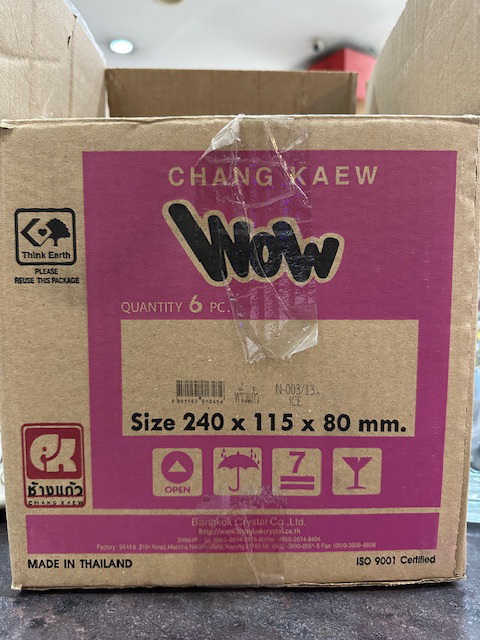 CHANG KAEW
WOW
Think Earth
PLEASE
REUSE THIS PACKAGE
QUANTITY 6 PC.
N-003/13
ICE
Size 240 x 115 x 80 mm.
OPEN
7
ช้างแก้ว
CHANG KAEW
Bangkok Crystal Co.,Ltd.
MADE IN THAILAND
ISO 9001 Certified